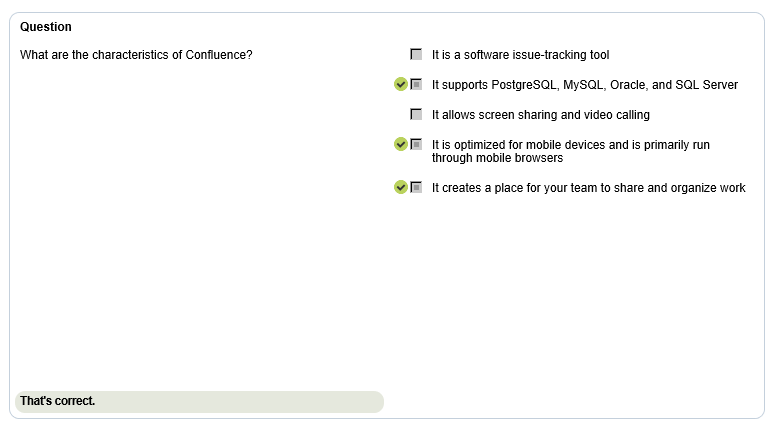 Question
What are the characteristics of Confluence?
It is a software issue-tracking tool
It supports PostgreSQL, MySQL, Oracle, and SQL Server
It allows screen sharing and video calling
It is optimized for mobile devices and is primarily run
through mobile browsers
It creates a place for your team to share and organize work
That's correct.